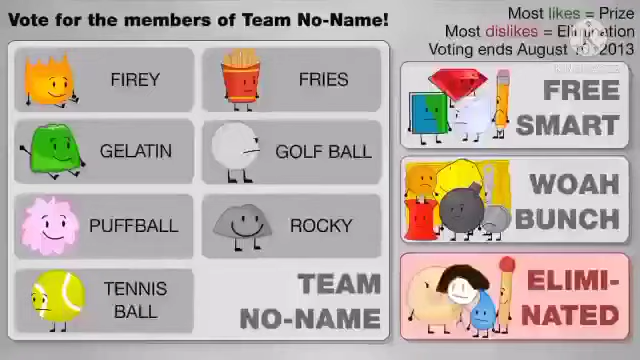 Vote for the members of Team No-Name!
Most likes = Prize
Most dislikes = Elimination
Voting ends August 2013
FIREY
FRIES
GELATIN
GOLF BALL
PUFFBALL
ROCKY
TENNIS
BALL
TEAM
NO-NAME
FREE
SMART
WOAH
BUNCH
ELIMI-
NATED